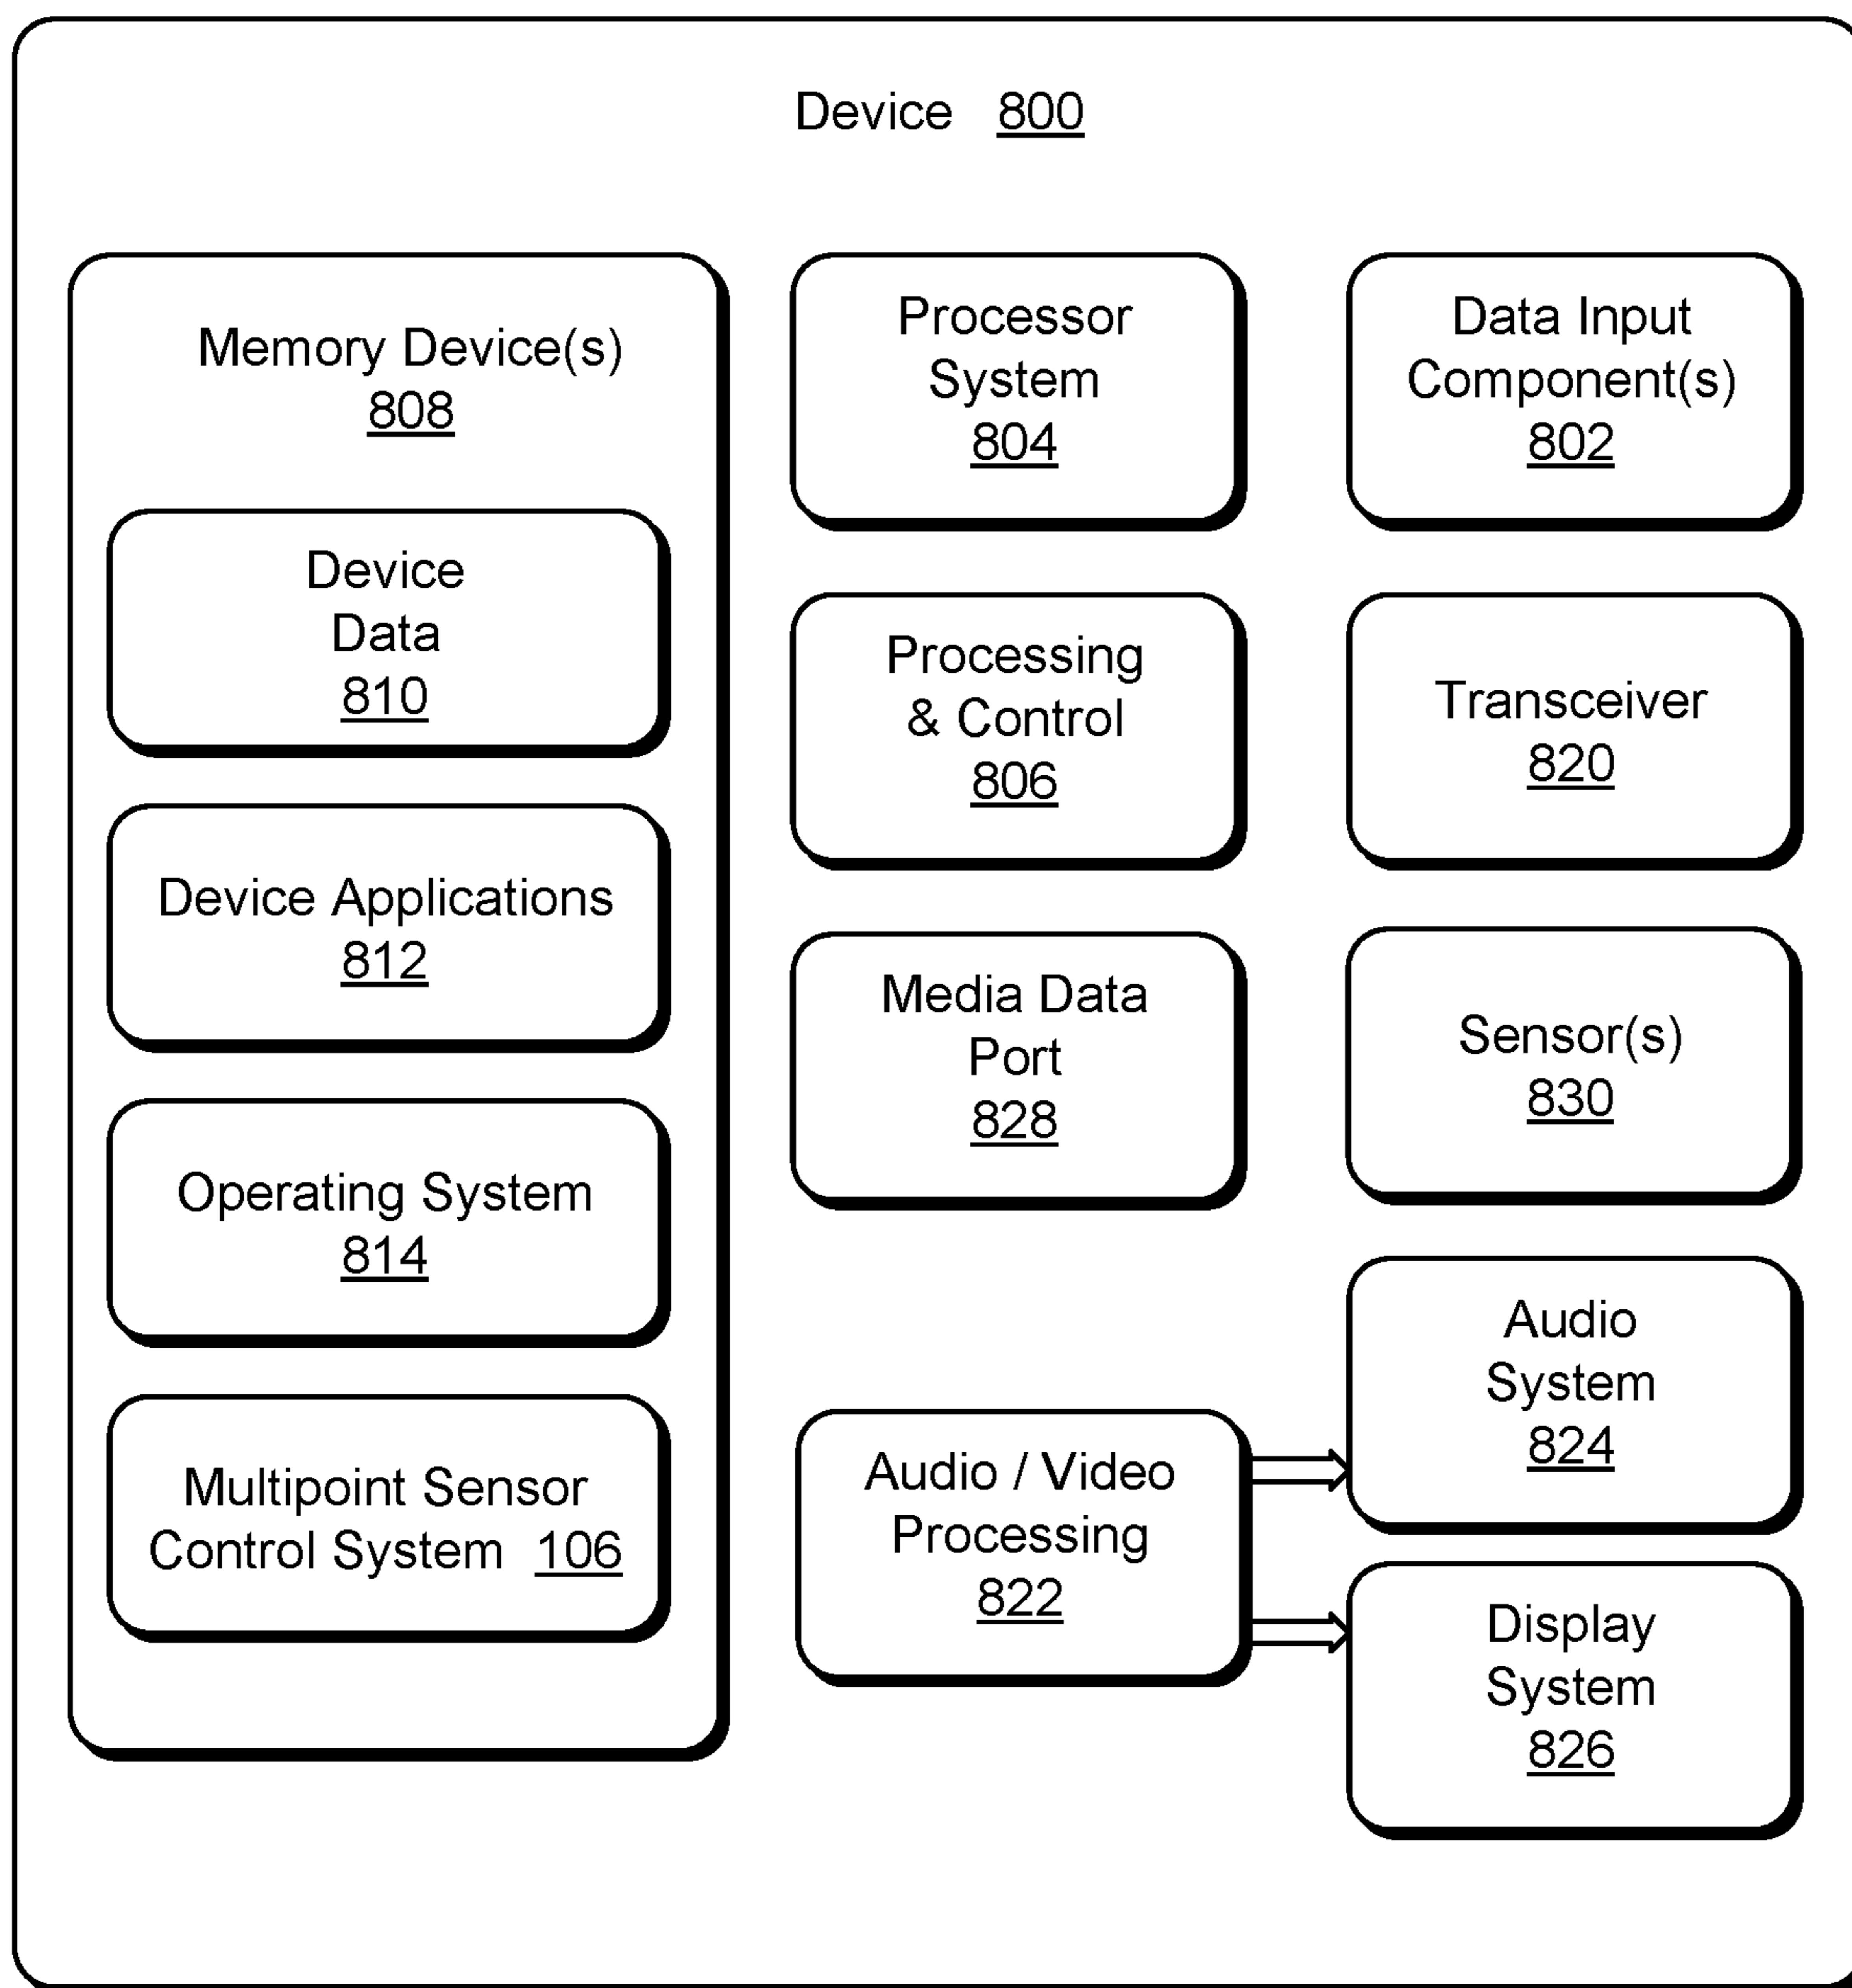 Device 800
Memory Device(s)
808
Device
Data
810
Device Applications
812
Operating System
814
Multipoint Sensor
Control System 106
Processor
System
804
Processing
& Control
806
Media Data
Port
828
Audio / Video
Processing
822
Data Input
Component(s)
802
Transceiver
820
Sensor(s)
830
Audio
System
824
Display
System
826